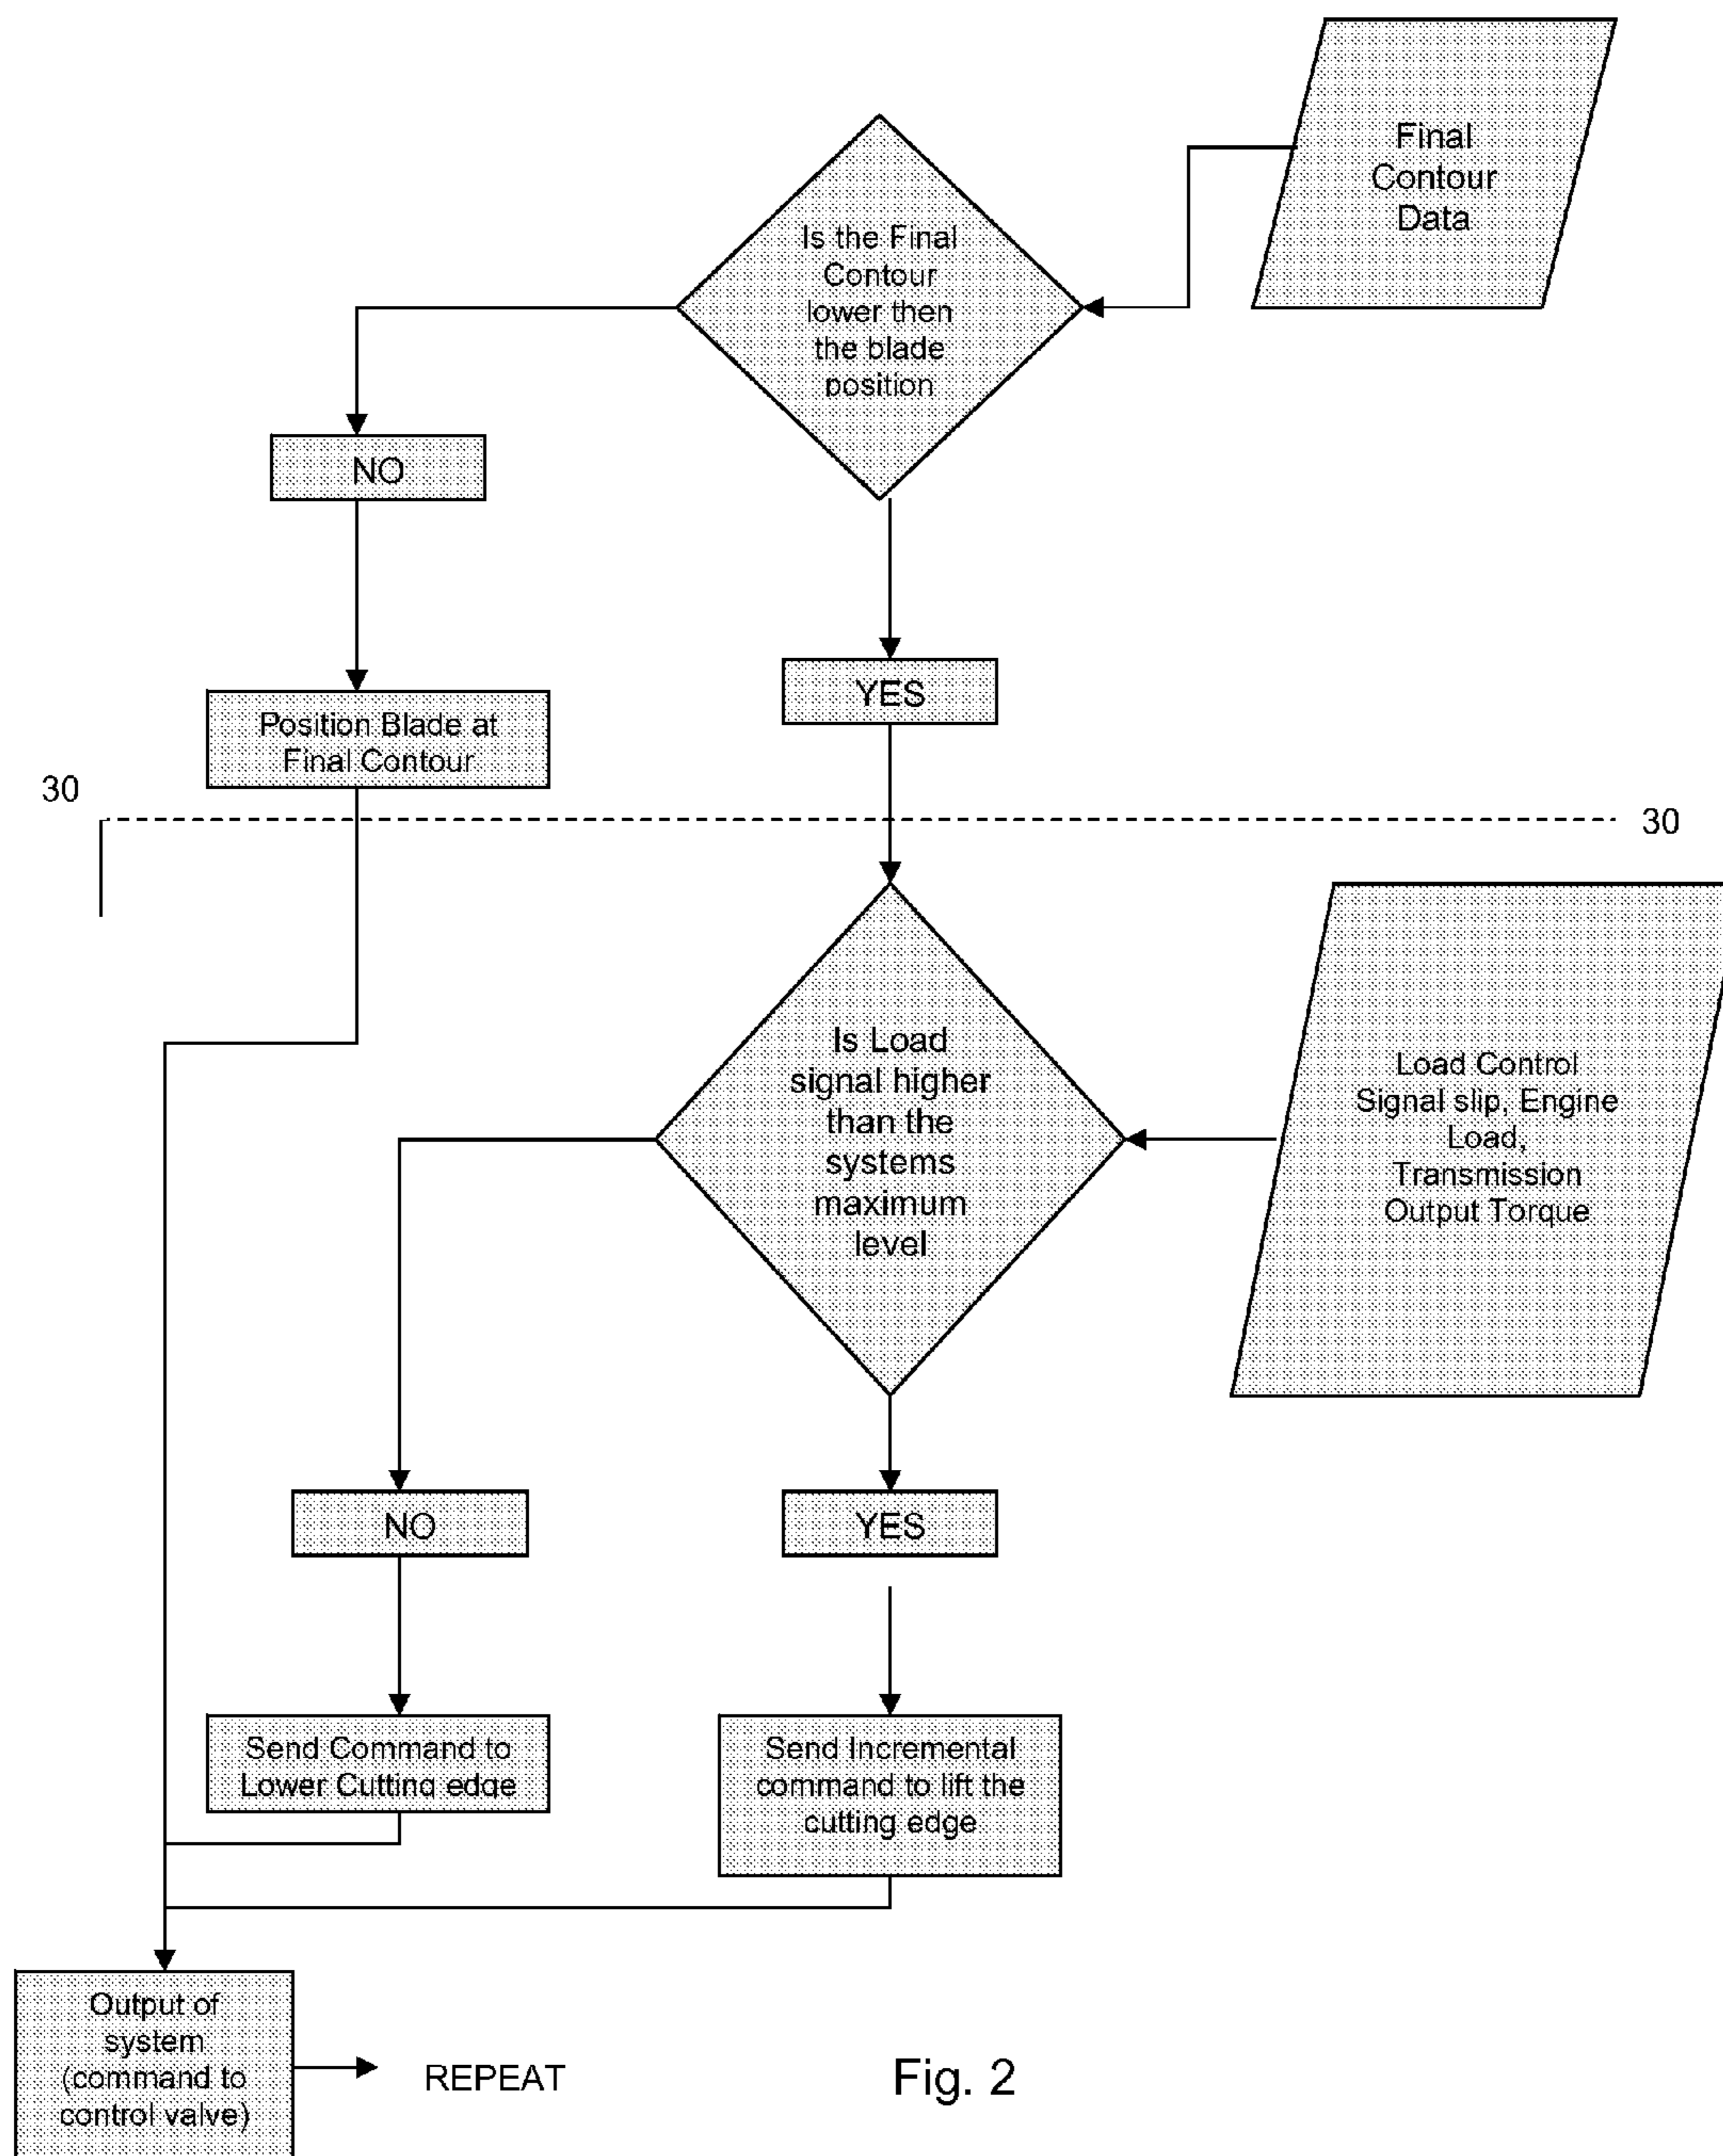 Final
Contour
Data
Is the Final
Contour
lower then
the blade
position
NO
YES
Position Blade at
Final Contour
30
30
Is Load
signal higher
than the
systems
maximum
level
Load Control
Signal slip, Engine
Load,
Transmission
Output Torque
NO
YES
Send Command to
Lower Cutting edge
Send Incremental
command to lift the
cutting edge
Output of
system
(command to
control valve)
REPEAT
Fig. 2